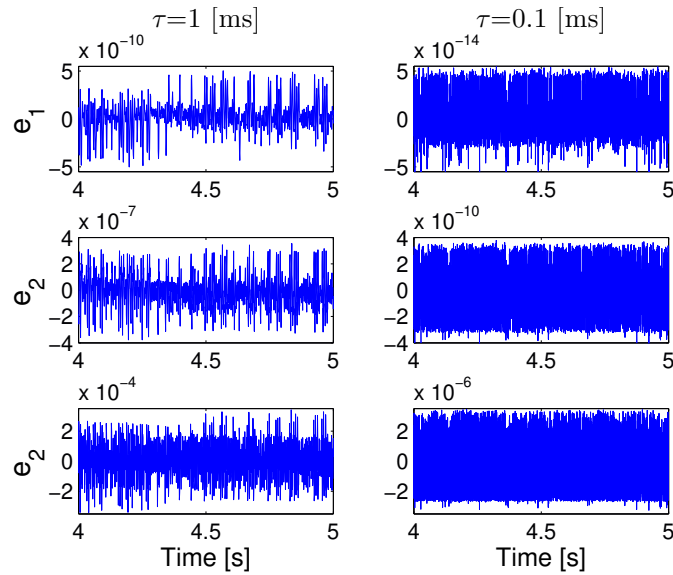 τ=1 [ms] τ=0.1 [ms]
x 10⁻¹⁰ x 10⁻¹⁴
5 5
e₁ 0 0
−5 −5
4 4.5 5 4 4.5 5
x 10⁻⁷ x 10⁻¹⁰
4 4
2 2
e₂ 0 0
−2 −2
−4 −4
4 4.5 5 4 4.5 5
x 10⁻⁴ x 10⁻⁶
2 2
e₂ 0 0
−2 −2
4 4.5 5 4 4.5 5
Time [s] Time [s]